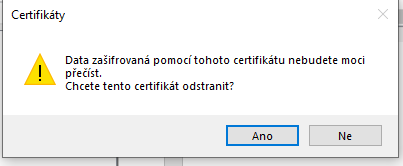 Certifikáty
Data zašifrovaná pomocí tohoto certifikátu nebudete moci
přečíst.
Chcete tento certifikát odstranit?
Ano
Ne